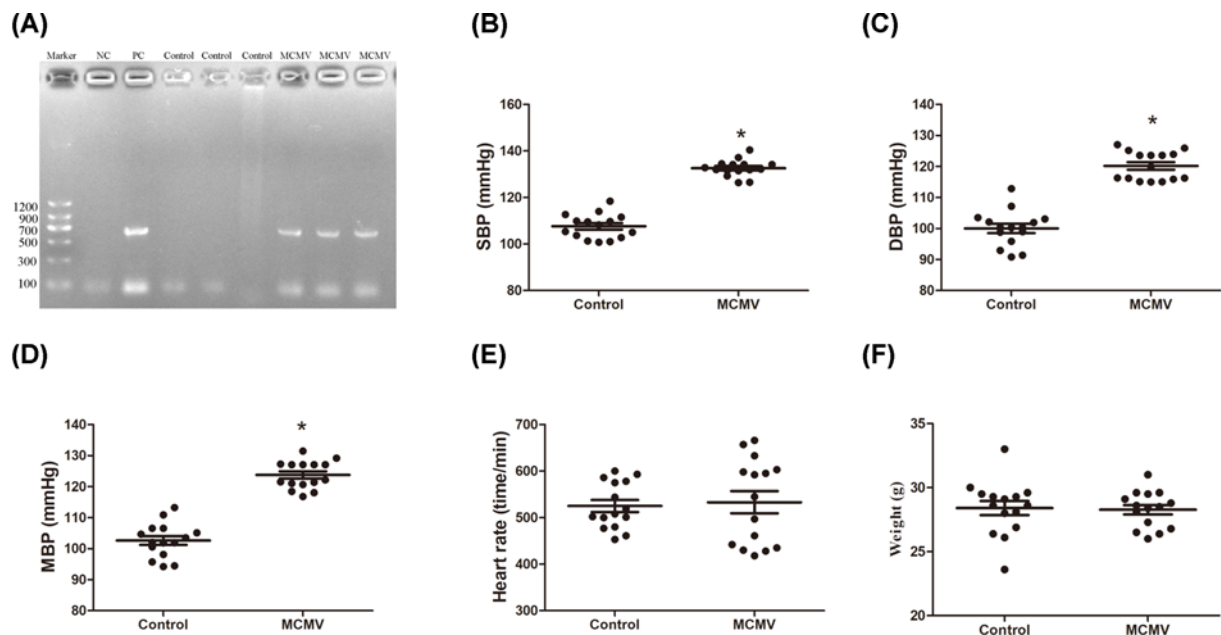 (A)
Marker NC PC Control Control Control MCMV MCMV MCMV
1200
900
700
500
300
100
(B)
SBP (mmHg)
160
140
120
100
80
*
Control MCMV
(C)
DBP (mmHg)
140
130
120
110
100
90
80
*
Control MCMV
(D)
MBP (mmHg)
140
130
120
110
100
90
80
*
Control MCMV
(E)
Heart rate (time/min)
700
600
500
400
300
Control MCMV
(F)
Weight (g)
35
30
25
20
Control MCMV